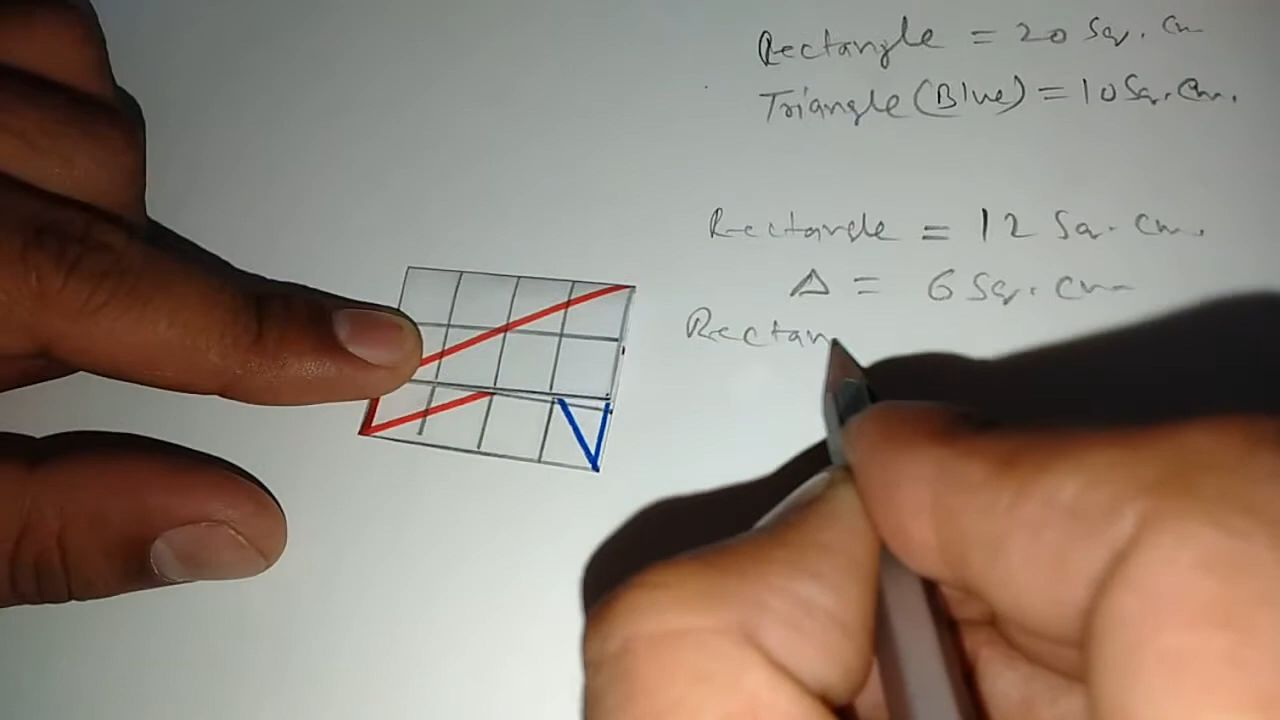 Rectangle = 20 Sq. Cm
Triangle (Blue) = 10 Sq. Cm.
Rectangle = 12 Sq. Cm.
Δ = 6 Sq. Cm
Rectan